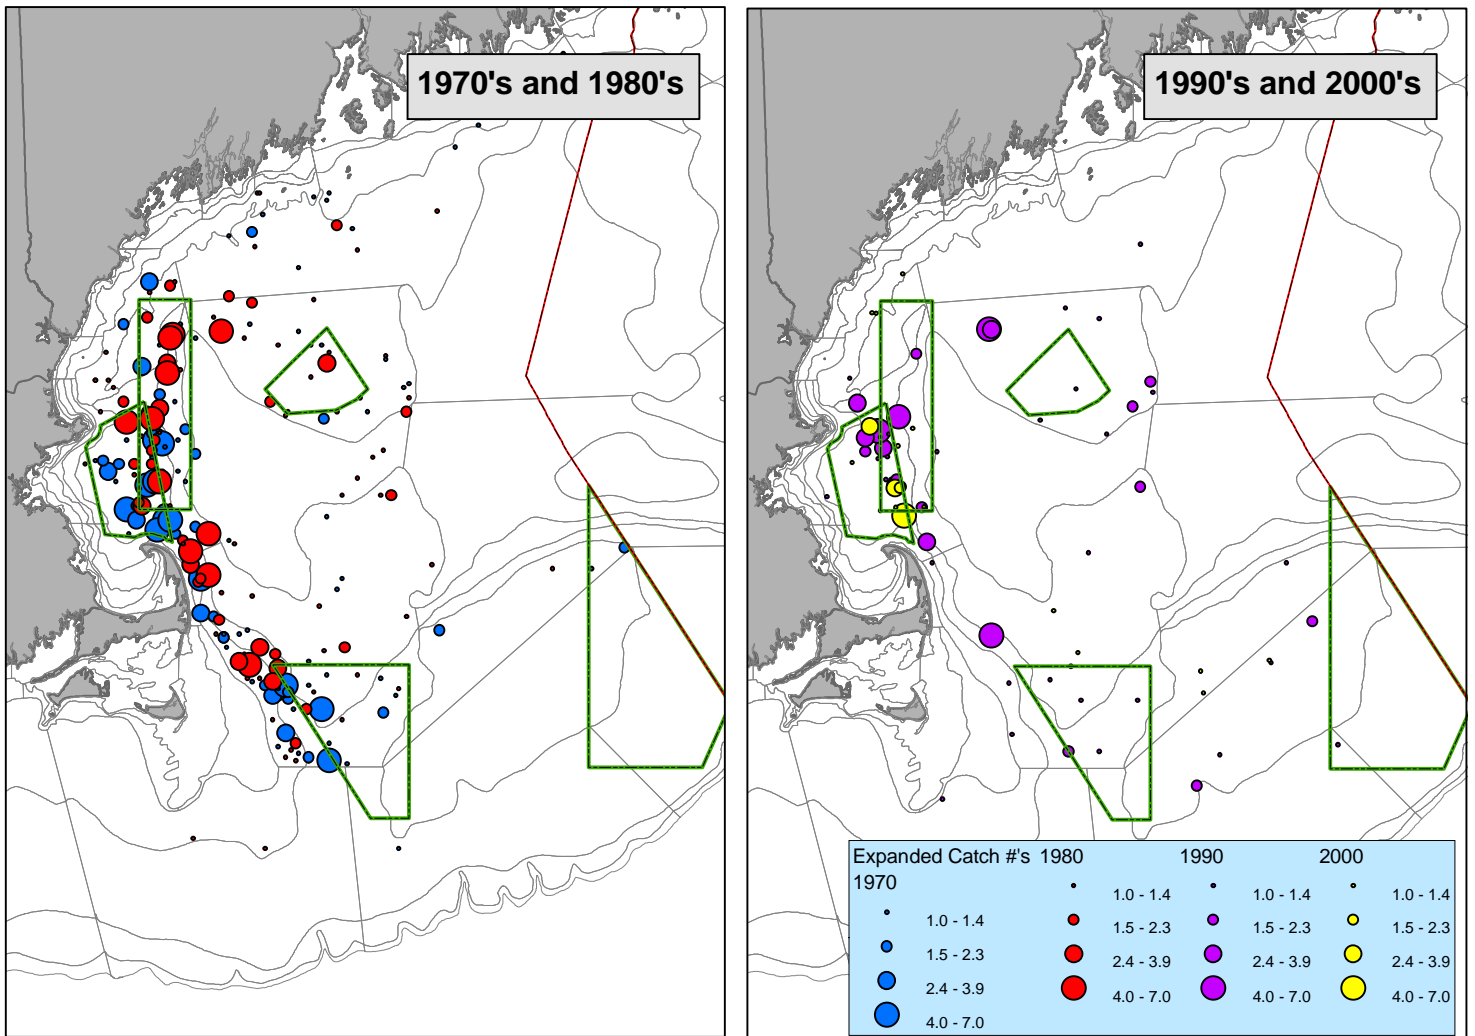 1970's and 1980's
1990's and 2000's
Expanded Catch #'s 1980 1990 2000
1970
1.0 - 1.4 1.0 - 1.4 1.0 - 1.4
1.0 - 1.4
1.5 - 2.3 1.5 - 2.3 1.5 - 2.3
1.5 - 2.3
2.4 - 3.9 2.4 - 3.9 2.4 - 3.9
2.4 - 3.9
4.0 - 7.0 4.0 - 7.0 4.0 - 7.0
4.0 - 7.0